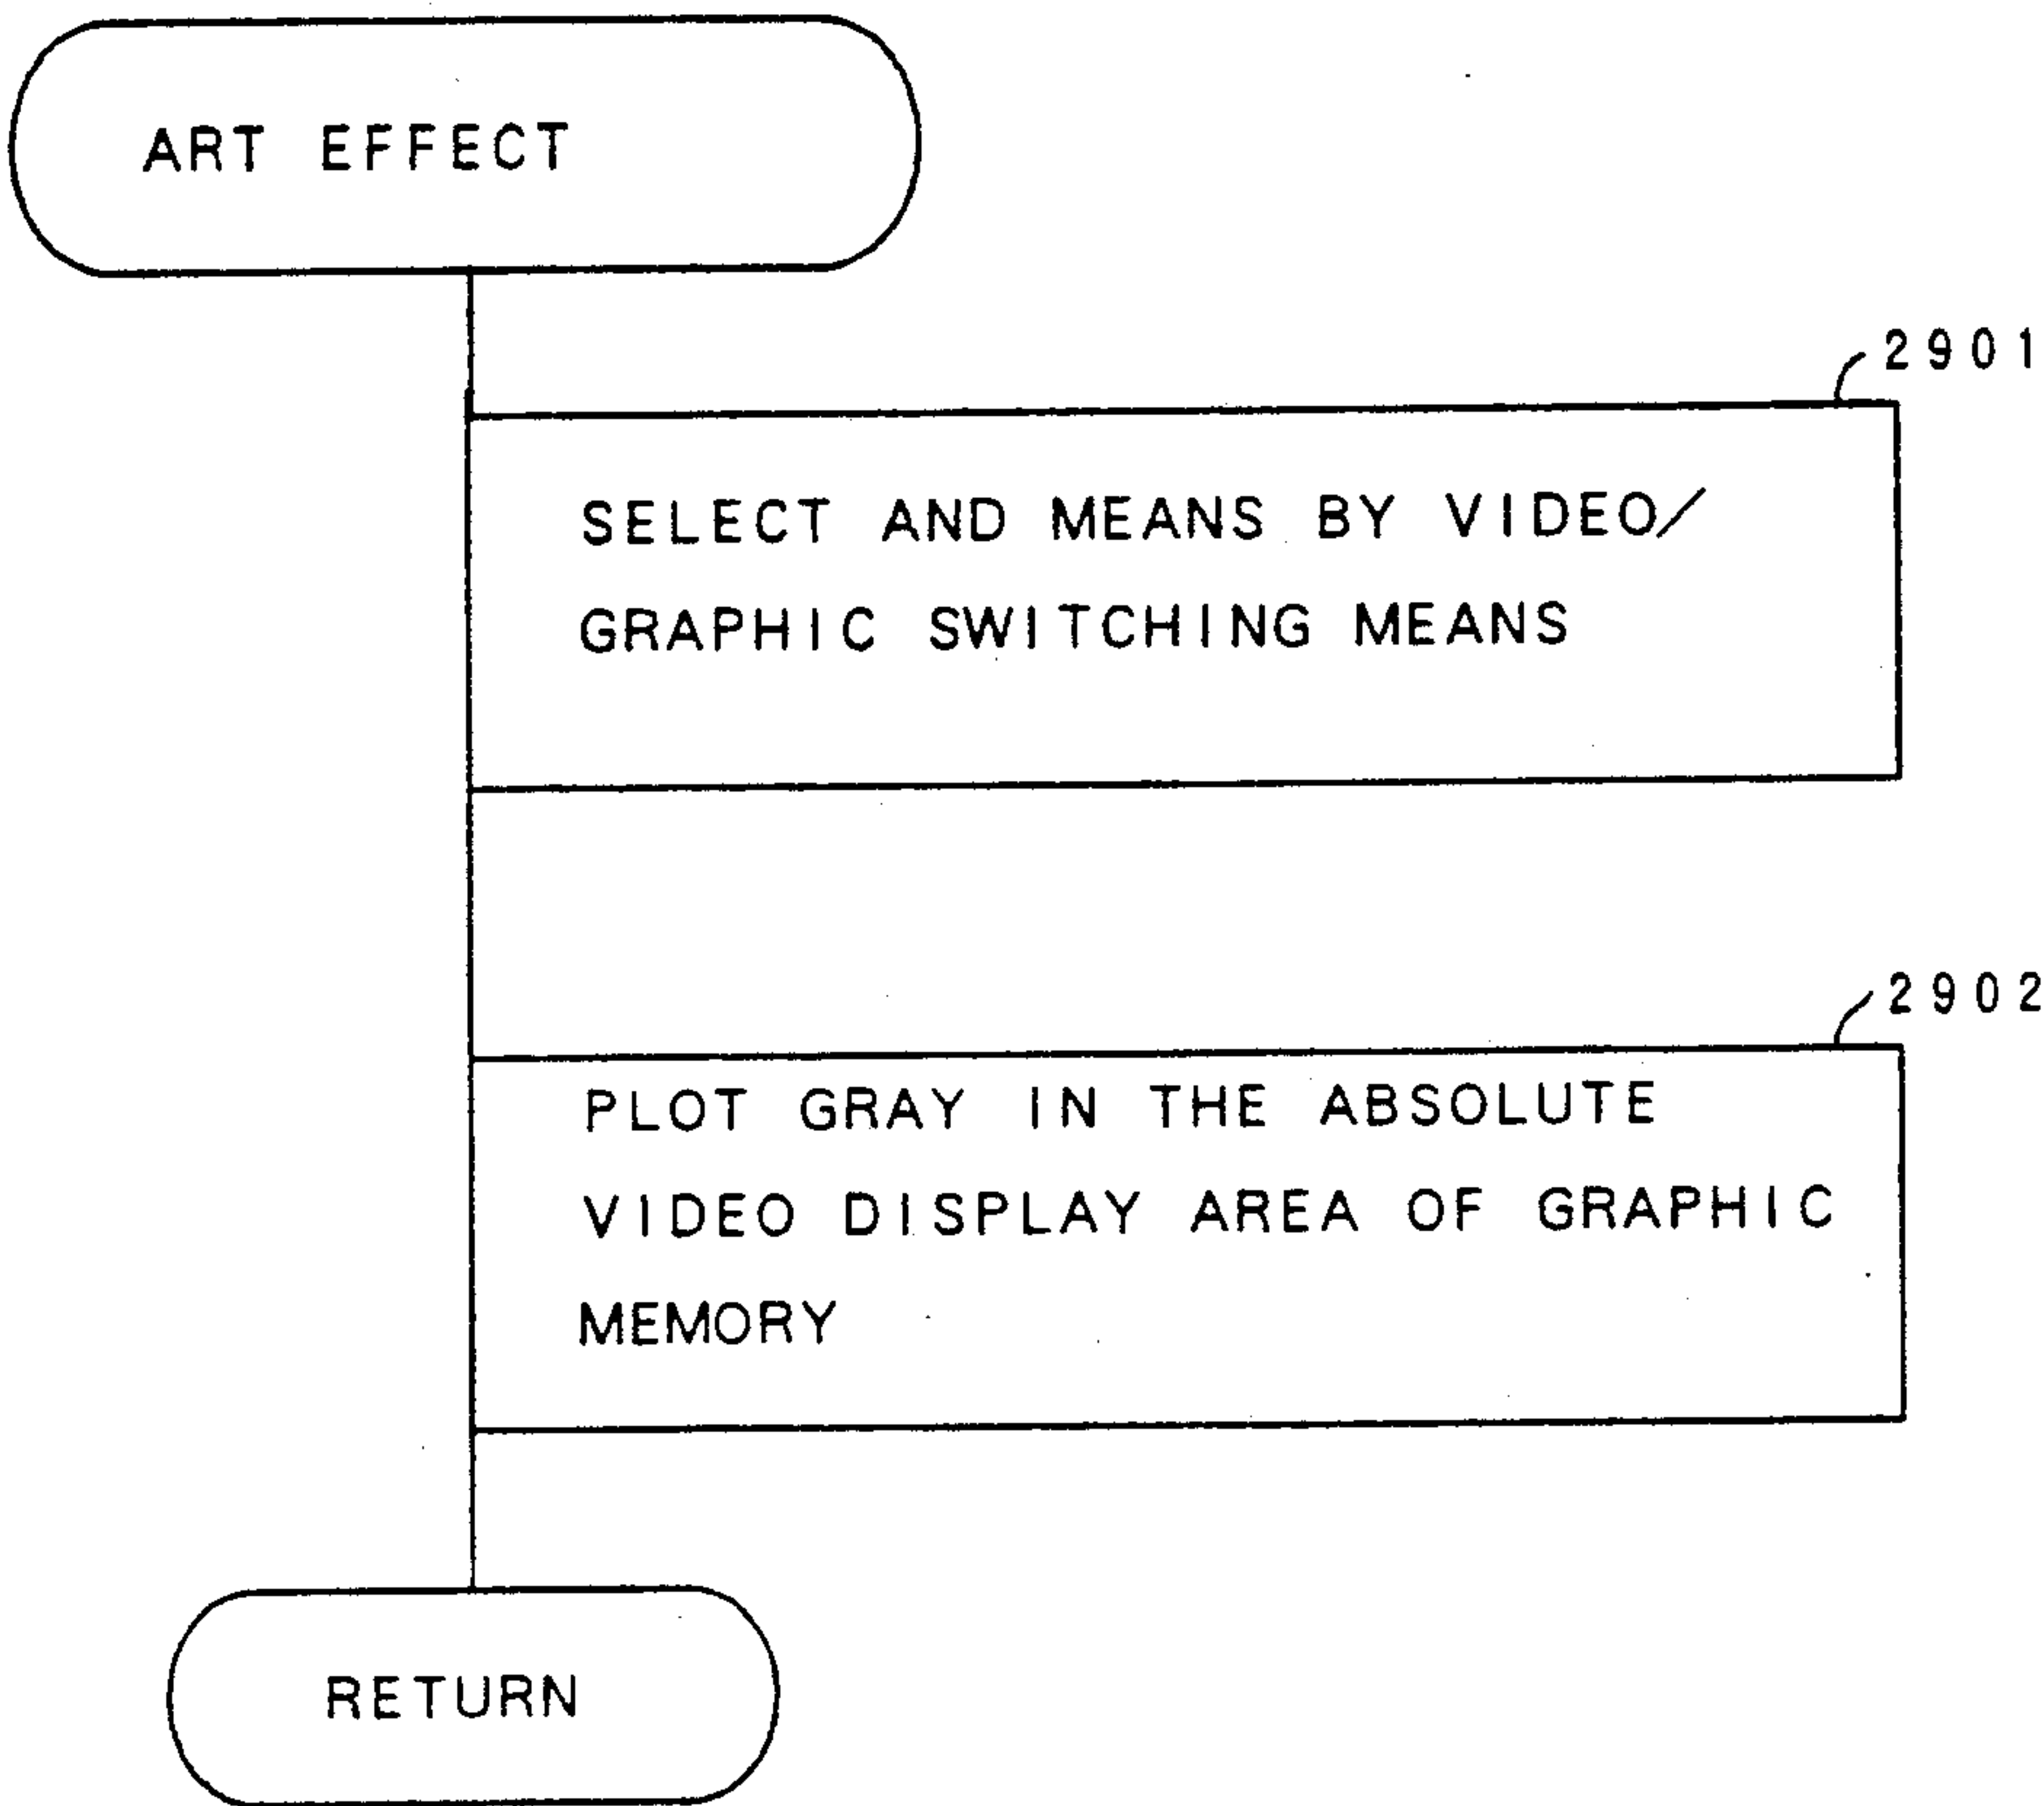 ART EFFECT
2901
SELECT AND MEANS BY VIDEO/
GRAPHIC SWITCHING MEANS
2902
PLOT GRAY IN THE ABSOLUTE
VIDEO DISPLAY AREA OF GRAPHIC
MEMORY
RETURN